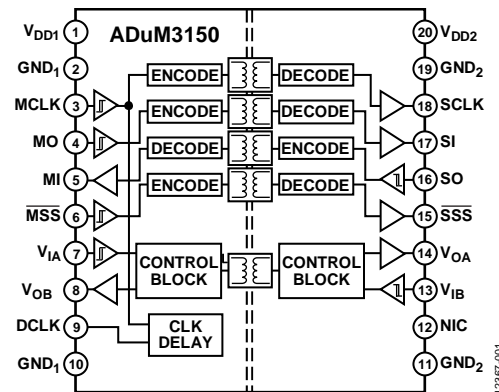 ADuM3150
V_DD1 1
20 V_DD2
GND_1 2
19 GND_2
MCLK 3
ENCODE
DECODE
18 SCLK
MO 4
ENCODE
DECODE
17 SI
MI 5
DECODE
ENCODE
16 SO
MSS 6
ENCODE
DECODE
15 SSS
V_IA 7
14 V_OA
CONTROL BLOCK
CONTROL BLOCK
V_OB 8
13 V_IB
DCLK 9
CLK DELAY
12 NIC
GND_1 10
11 GND_2